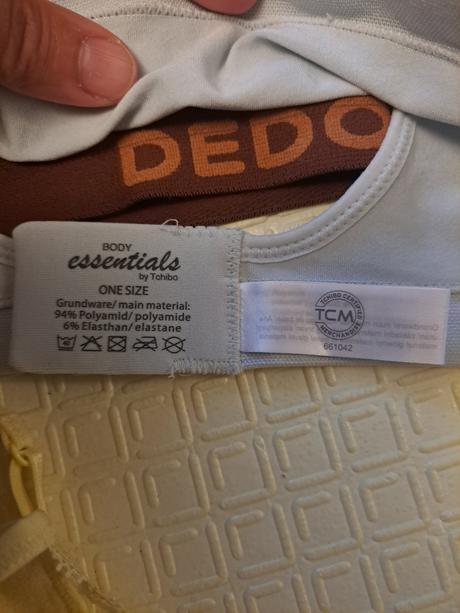 DEDO
BODY
essentials
by Tchibo
ONE SIZE
Grundware/ main material:
94% Polyamid/ polyamide
6% Elasthan/ elastane
TCHIBO CERTIFIED
TCM
MERCHANDISE
661042